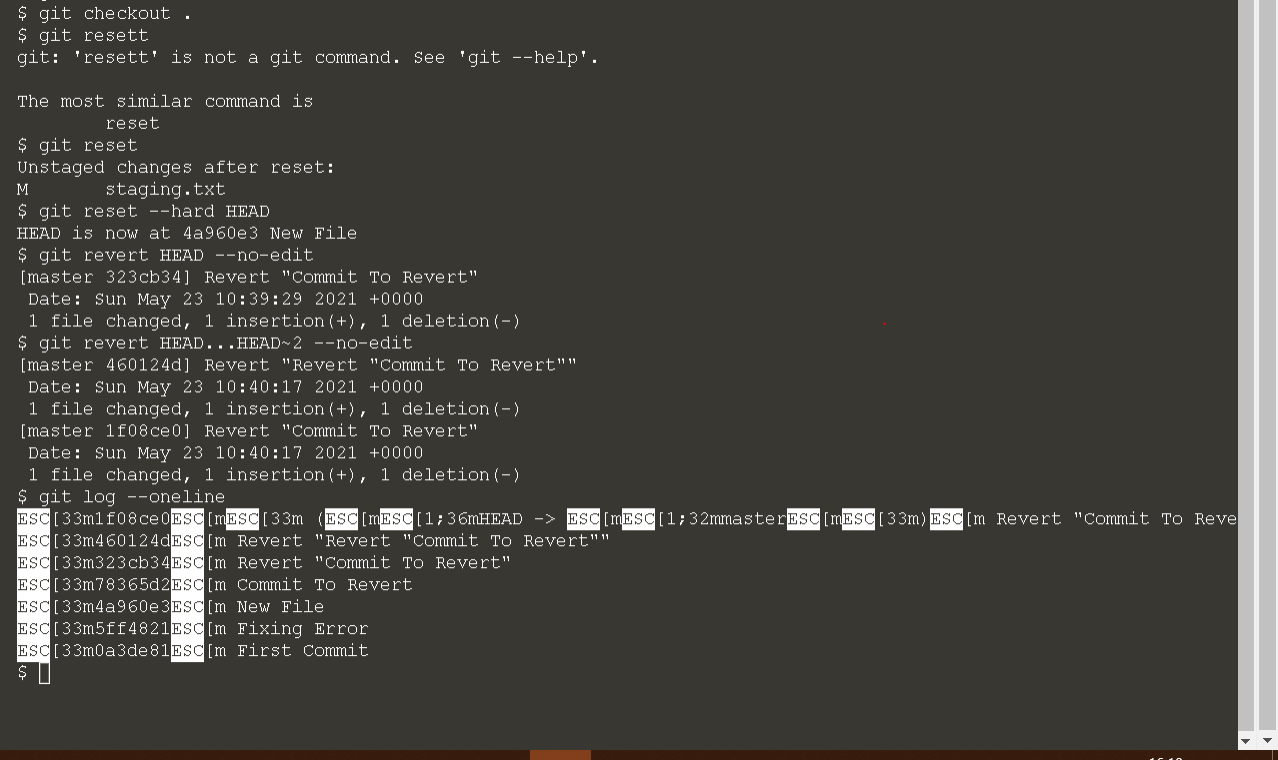 $ git checkout .
$ git resett
git: 'resett' is not a git command. See 'git --help'.
The most similar command is
reset
$ git reset
Unstaged changes after reset:
M       staging.txt
$ git reset --hard HEAD
HEAD is now at 4a960e3 New File
$ git revert HEAD --no-edit
[master 323cb34] Revert "Commit To Revert"
Date: Sun May 23 10:39:29 2021 +0000
1 file changed, 1 insertion(+), 1 deletion(-)
$ git revert HEAD...HEAD~2 --no-edit
[master 460124d] Revert "Revert "Commit To Revert""
Date: Sun May 23 10:40:17 2021 +0000
1 file changed, 1 insertion(+), 1 deletion(-)
[master 1f08ce0] Revert "Commit To Revert"
Date: Sun May 23 10:40:17 2021 +0000
1 file changed, 1 insertion(+), 1 deletion(-)
$ git log --oneline
ESC[33m1f08ce0ESC[mESC[33m (ESC[mESC[1;36mHEAD -> ESC[mESC[1;32mmasterESC[mESC[33m)ESC[m Revert "Commit To Reve
ESC[33m460124dESC[m Revert "Revert "Commit To Revert""
ESC[33m323cb34ESC[m Revert "Commit To Revert"
ESC[33m78365d2ESC[m Commit To Revert
ESC[33m4a960e3ESC[m New File
ESC[33m5ff4821ESC[m Fixing Error
ESC[33m0a3de81ESC[m First Commit
$